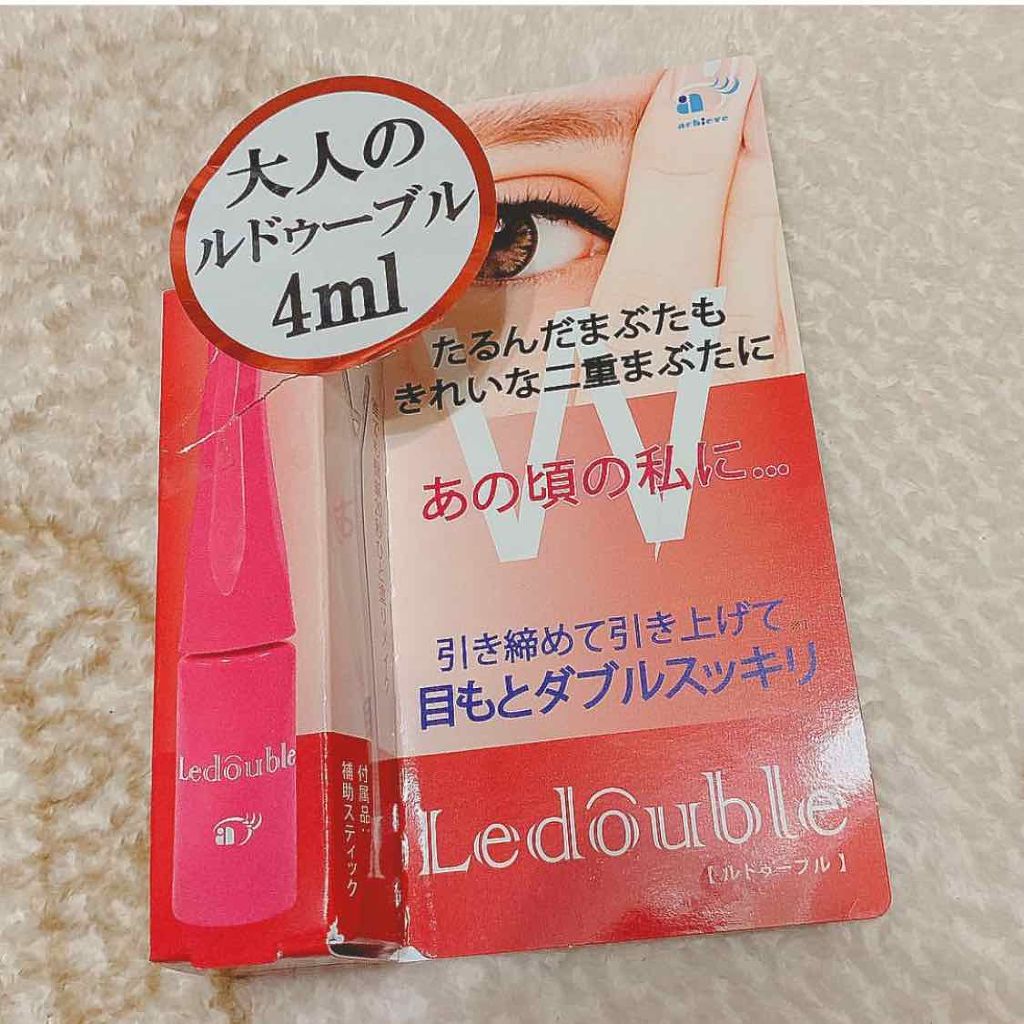 大人の
ルドゥーブル
4ml
achieve
たるんだまぶたも
きれいな二重まぶたに
W
あの頃の私に…
引き締めて引き上げて
目もとダブルスッキリ
Ledoûble
付属品：
補助スティック
Ledoûble
【ルドゥーブル】